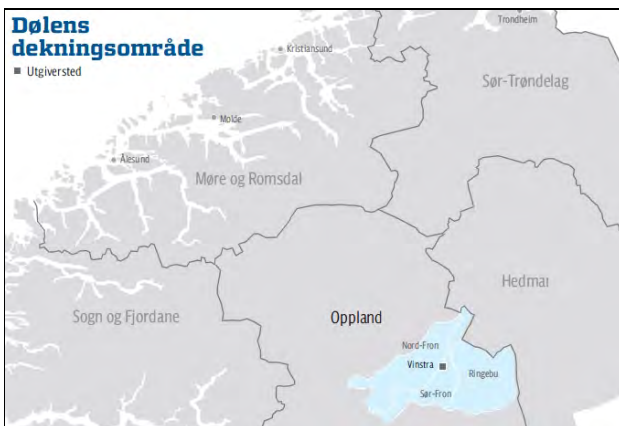 Dølens
dekningsområde
Utgiversted
Trondheim
Kristiansund
Sør-Trøndelag
Molde
Ålesund
Møre og Romsdal
Hedmar
Sogn og Fjordane
Oppland
Nord-Fron
Vinstra
Ringebu
Sør-Fron